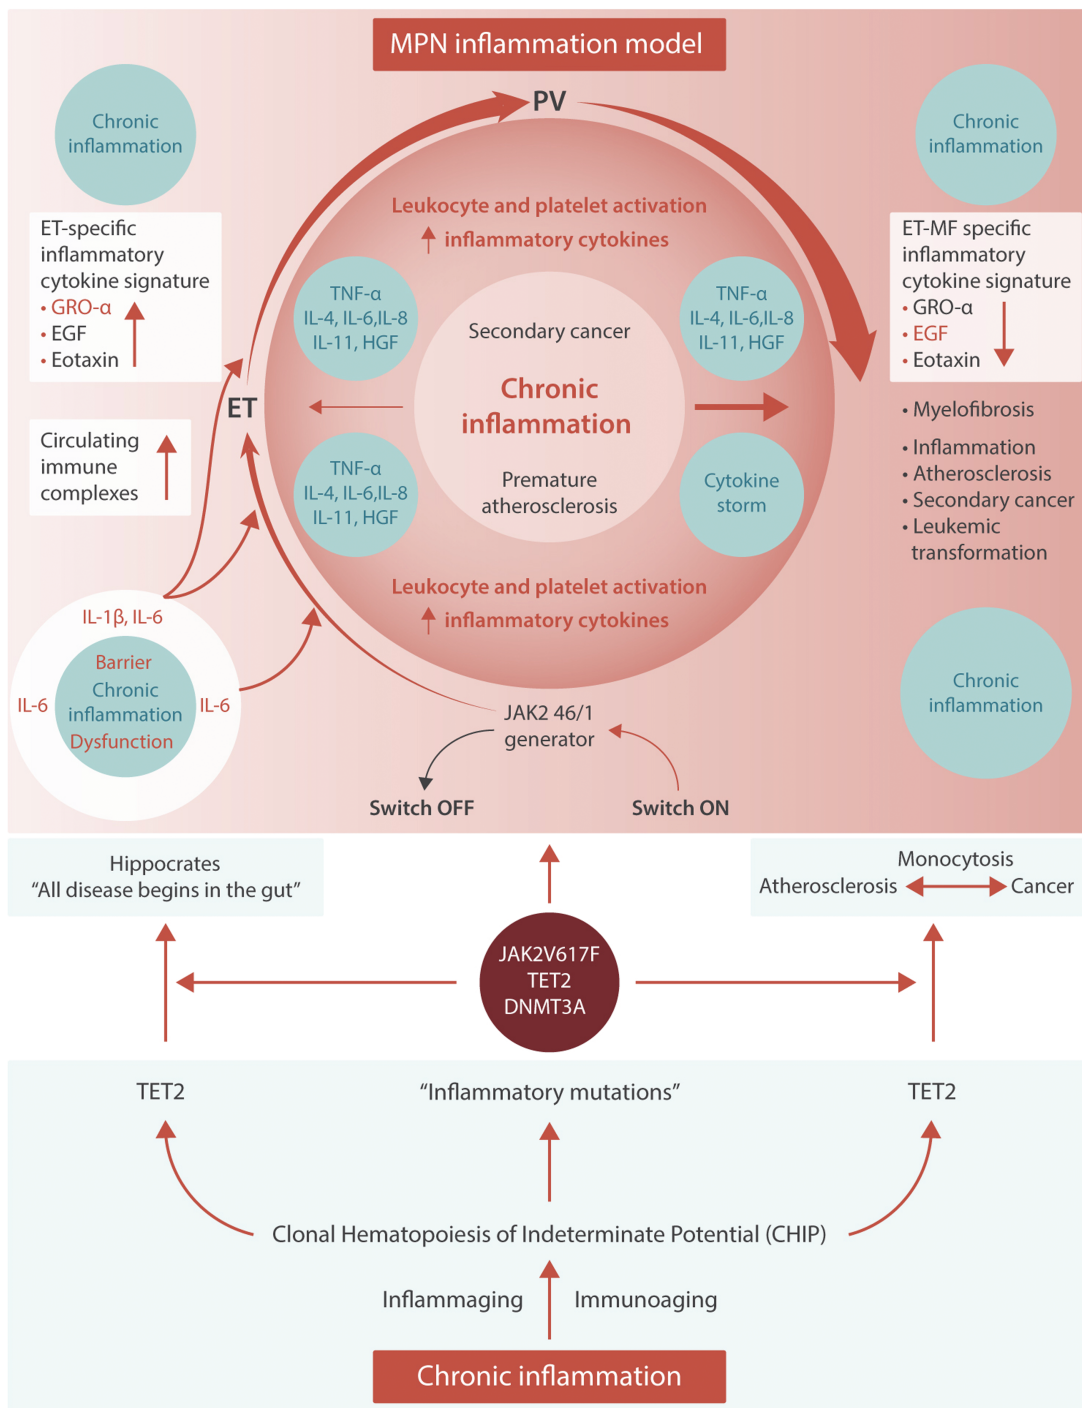 MPN inflammation model
Chronic
inflammation
ET-specific
inflammatory
cytokine signature
• GRO-α
• EGF
• Eotaxin
Circulating
immune
complexes
IL-1β, IL-6
IL-6
Barrier
Chronic
inflammation
Dysfunction
IL-6
PV
ET
Leukocyte and platelet activation
inflammatory cytokines
TNF-α
IL-4, IL-6,IL-8
IL-11, HGF
TNF-α
IL-4, IL-6,IL-8
IL-11, HGF
Secondary cancer
Chronic
inflammation
Premature
atherosclerosis
TNF-α
IL-4, IL-6,IL-8
IL-11, HGF
Cytokine
storm
Leukocyte and platelet activation
inflammatory cytokines
JAK2 46/1
generator
Switch OFF
Switch ON
Chronic
inflammation
ET-MF specific
inflammatory
cytokine signature
• GRO-α
• EGF
• Eotaxin
• Myelofibrosis
• Inflammation
• Atherosclerosis
• Secondary cancer
• Leukemic
transformation
Chronic
inflammation
Hippocrates
“All disease begins in the gut”
Monocytosis
Atherosclerosis
Cancer
JAK2V617F
TET2
DNMT3A
TET2
“Inflammatory mutations”
TET2
Clonal Hematopoiesis of Indeterminate Potential (CHIP)
Inflammaging
Immunoaging
Chronic inflammation